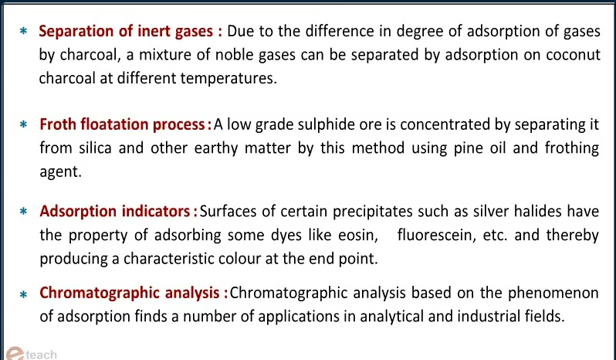 * Separation of inert gases : Due to the difference in degree of adsorption of gases
by charcoal, a mixture of noble gases can be separated by adsorption on coconut
charcoal at different temperatures.
* Froth floatation process : A low grade sulphide ore is concentrated by separating it
from silica and other earthy matter by this method using pine oil and frothing
agent.
* Adsorption indicators : Surfaces of certain precipitates such as silver halides have
the property of adsorbing some dyes like eosin, fluorescein, etc. and thereby
producing a characteristic colour at the end point.
* Chromatographic analysis : Chromatographic analysis based on the phenomenon
of adsorption finds a number of applications in analytical and industrial fields.
eteach